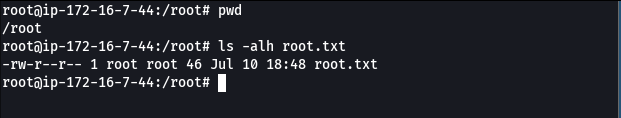 root@ip-172-16-7-44:/root# pwd
/root
root@ip-172-16-7-44:/root# ls -alh root.txt
-rw-r--r-- 1 root root 46 Jul 10 18:48 root.txt
root@ip-172-16-7-44:/root#